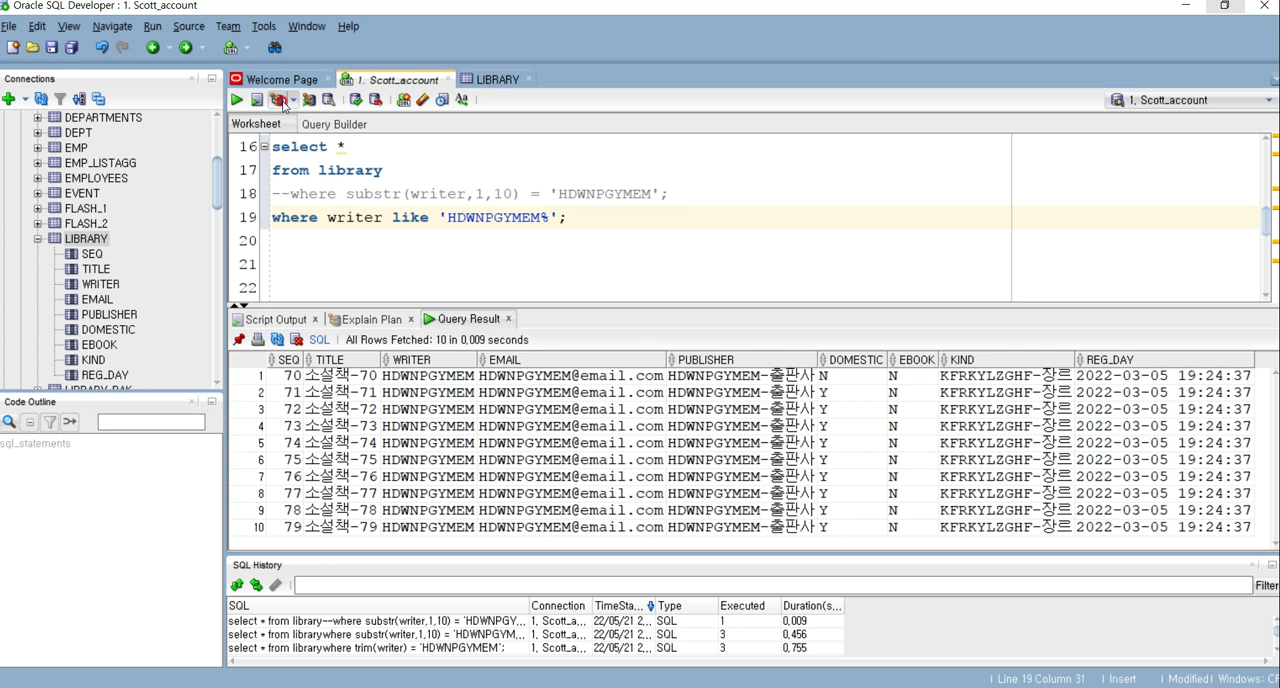 Oracle SQL Developer : 1. Scott_account
File Edit View Navigate Run Source Team Tools Window Help
Connections
DEPARTMENTS
DEPT
EMP
EMP_LISTAGG
EMPLOYEES
EVENT
FLASH_1
FLASH_2
LIBRARY
SEQ
TITLE
WRITER
EMAIL
PUBLISHER
DOMESTIC
EBOOK
KIND
REG_DAY
Code Outline
sql_statements
Welcome Page 1. Scott_account LIBRARY
1. Scott_account
Worksheet Query Builder
16 select *
17 from library
18 --where substr(writer,1,10) = 'HDWNPGYMEM';
19 where writer like 'HDWNPGYMEM%';
20
21
22
Script Output × Explain Plan × Query Result ×
SQL | All Rows Fetched: 10 in 0,009 seconds
SEQ TITLE WRITER EMAIL PUBLISHER DOMESTIC EBOOK KIND REG_DAY
1 70 소설책-70 HDWNPGYMEM HDWNPGYMEM@email.com HDWNPGYMEM-출판사 N N KFRKYLZGHF-장르 2022-03-05 19:24:37
2 71 소설책-71 HDWNPGYMEM HDWNPGYMEM@email.com HDWNPGYMEM-출판사 Y N KFRKYLZGHF-장르 2022-03-05 19:24:37
3 72 소설책-72 HDWNPGYMEM HDWNPGYMEM@email.com HDWNPGYMEM-출판사 Y N KFRKYLZGHF-장르 2022-03-05 19:24:37
4 73 소설책-73 HDWNPGYMEM HDWNPGYMEM@email.com HDWNPGYMEM-출판사 Y N KFRKYLZGHF-장르 2022-03-05 19:24:37
5 74 소설책-74 HDWNPGYMEM HDWNPGYMEM@email.com HDWNPGYMEM-출판사 Y N KFRKYLZGHF-장르 2022-03-05 19:24:37
6 75 소설책-75 HDWNPGYMEM HDWNPGYMEM@email.com HDWNPGYMEM-출판사 Y N KFRKYLZGHF-장르 2022-03-05 19:24:37
7 76 소설책-76 HDWNPGYMEM HDWNPGYMEM@email.com HDWNPGYMEM-출판사 Y N KFRKYLZGHF-장르 2022-03-05 19:24:37
8 77 소설책-77 HDWNPGYMEM HDWNPGYMEM@email.com HDWNPGYMEM-출판사 Y N KFRKYLZGHF-장르 2022-03-05 19:24:37
9 78 소설책-78 HDWNPGYMEM HDWNPGYMEM@email.com HDWNPGYMEM-출판사 Y N KFRKYLZGHF-장르 2022-03-05 19:24:37
10 79 소설책-79 HDWNPGYMEM HDWNPGYMEM@email.com HDWNPGYMEM-출판사 Y N KFRKYLZGHF-장르 2022-03-05 19:24:37
SQL History
Filter
SQL Connection TimeSta... Type Executed Duration(s...
select * from library--where substr(writer,1,10) = 'HDWNPGY... 1, Scott_a... 22/05/21 2... SQL 1 0,009
select * from librarywhere substr(writer,1,10) = 'HDWNPGYM... 1, Scott_a... 22/05/21 2... SQL 3 0,456
select * from librarywhere trim(writer) = 'HDWNPGYMEM'; 1, Scott_a... 22/05/21 2... SQL 3 0,755
| Line 19 Column 31 | Insert | Modified | Windows: CF